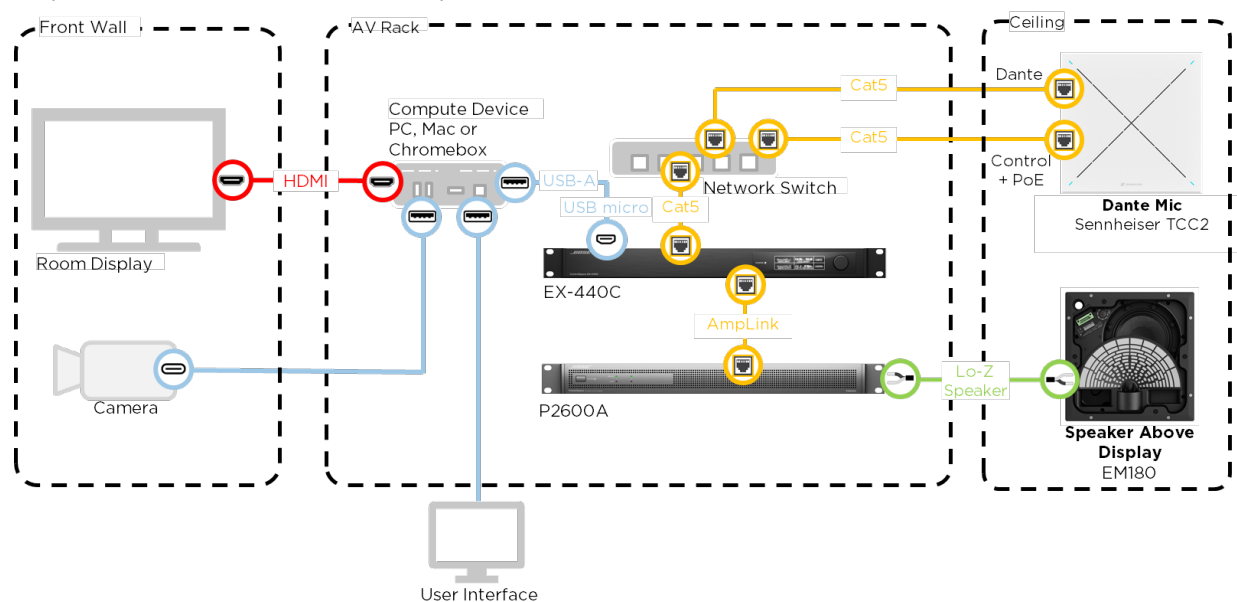 Front Wall
AV Rack
Ceiling
Dante
Cat5
Compute Device
PC, Mac or
Chromebox
Cat5
Control
+ PoE
HDMI
USB-A
Network Switch
USB micro
Cat5
Dante Mic
Sennheiser TCC2
Room Display
EX-440C
AmpLink
Lo-Z
Speaker
Camera
P2600A
Speaker Above
Display
EM180
User Interface